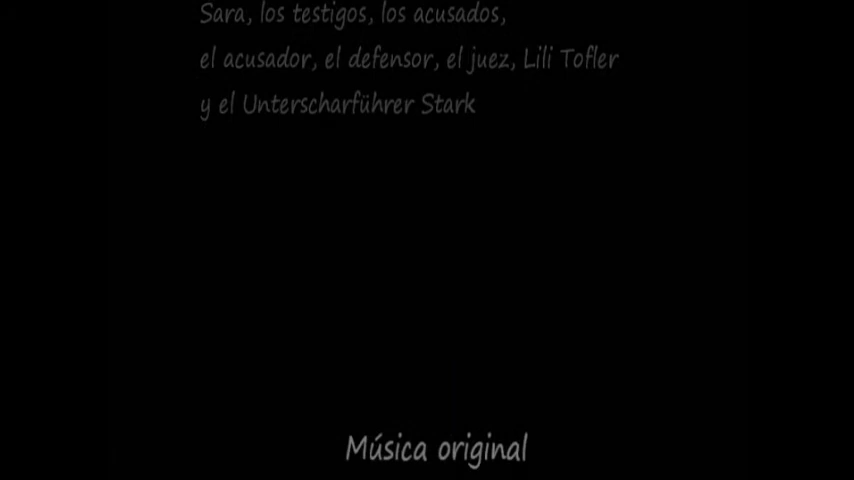 Sara, los testigos, los acusados,
el acusador, el defensor, el juez, Lili Tofler
y el Unterscharführer Stark
Música original